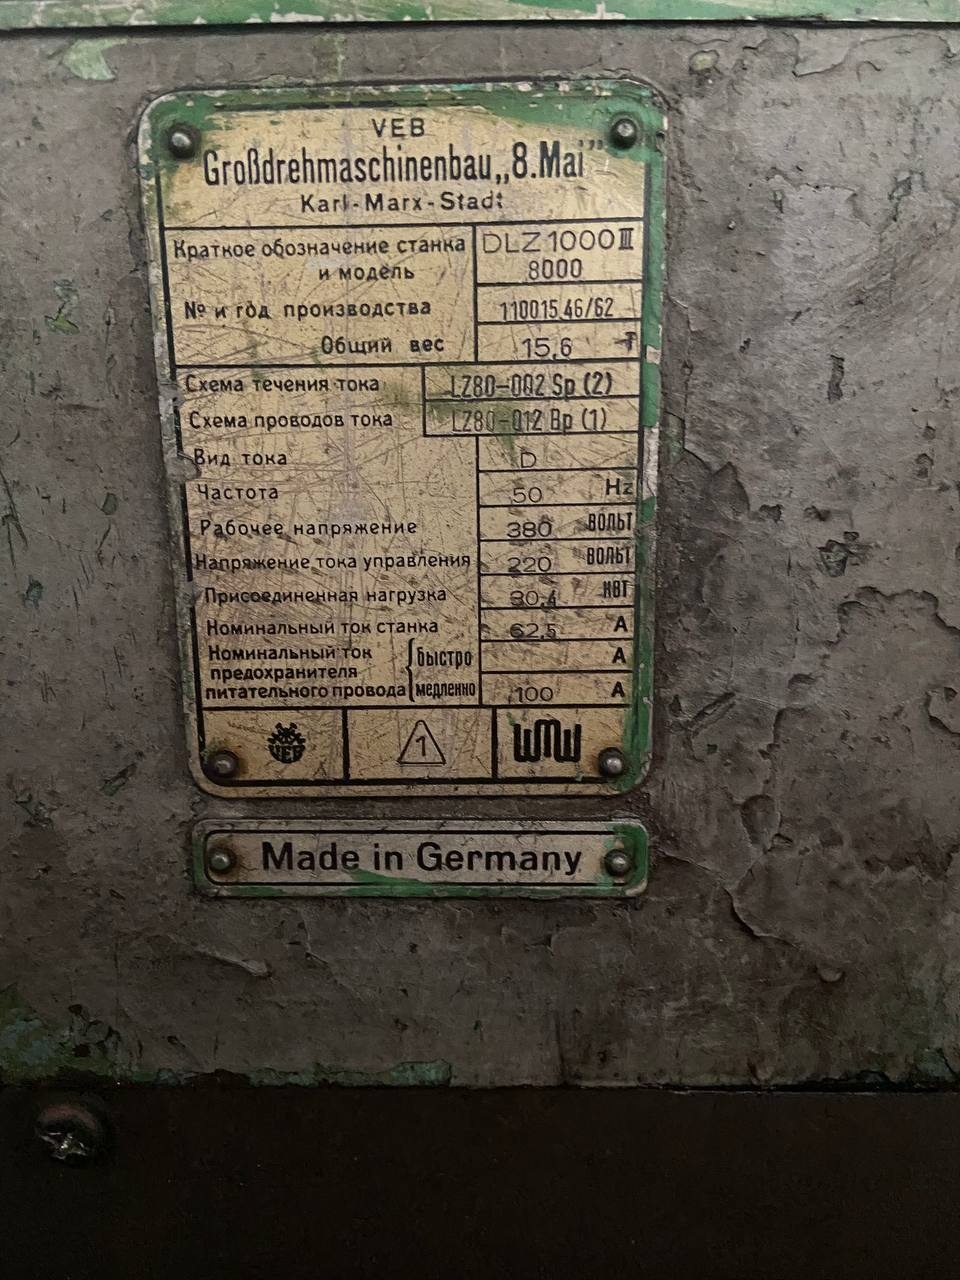 VEB
Großdrehmaschinenbau „8.Mai”
Karl-Marx-Stadt
Краткое обозначение станка DLZ 1000 III
и модель 8000
№ и год производства 110015.46/62
Общий вес 15,6 T
Схема течения тока LZ80-002 Sp (2)
Схема проводов тока LZ80-012 Bp (1)
Вид тока D
Частота 50 Hz
Рабочее напряжение 380 ВОЛЬТ
Напряжение тока управления 220 ВОЛЬТ
Присоединенная нагрузка 30,4 КВТ
Номинальный ток станка 62,5 А
Номинальный ток быстро А
предохранителя
питательного провода медленно 100 А
VEB 1 WMW
Made in Germany